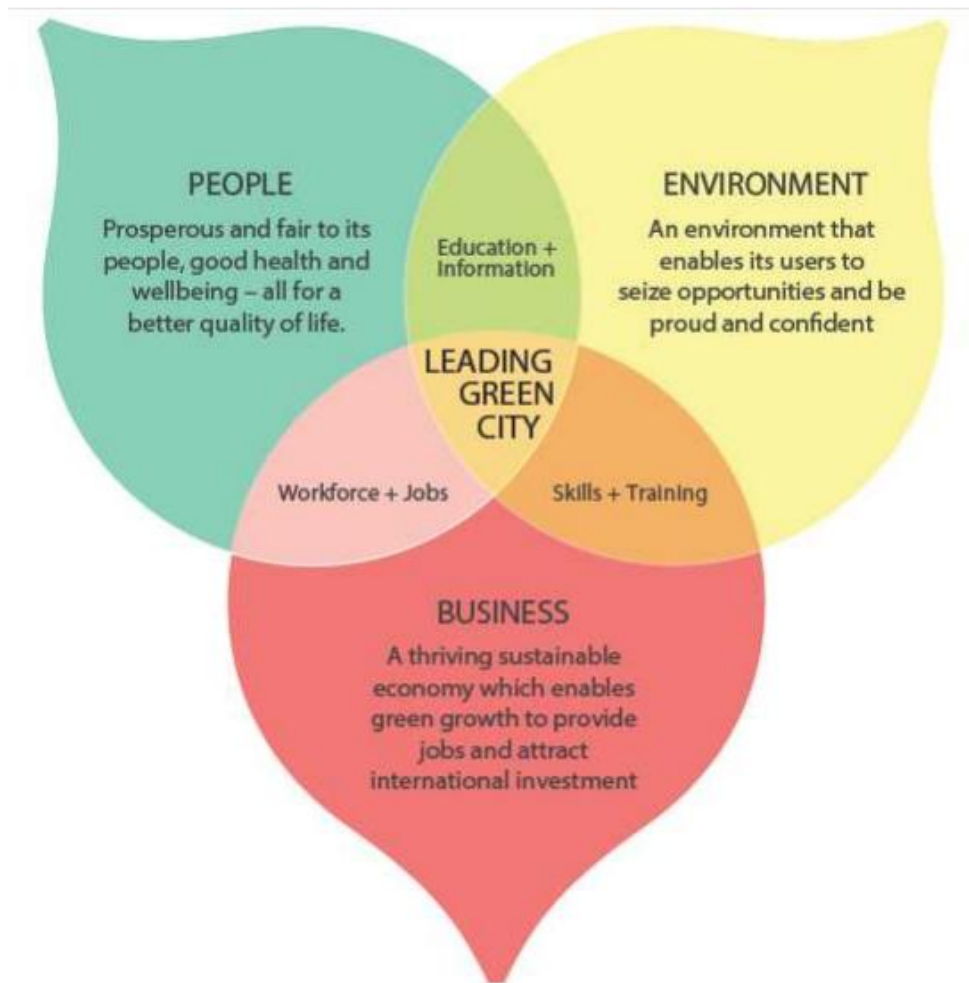 PEOPLE
Prosperous and fair to its
people, good health and
wellbeing – all for a
better quality of life.
Education +
Information
ENVIRONMENT
An environment that
enables its users to
seize opportunities and be
proud and confident
LEADING
GREEN
CITY
Workforce + Jobs
Skills + Training
BUSINESS
A thriving sustainable
economy which enables
green growth to provide
jobs and attract
international investment